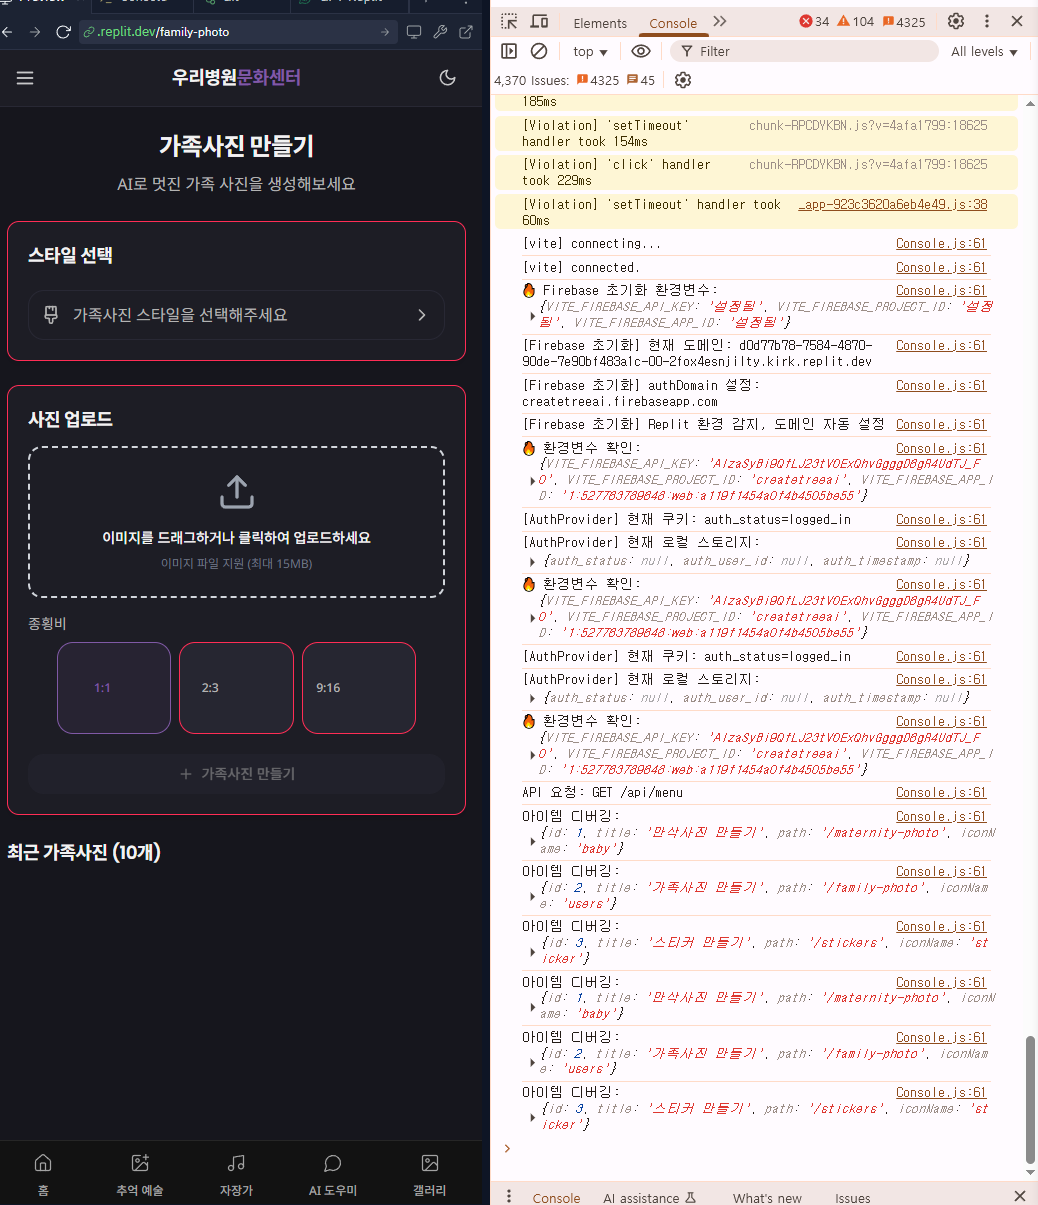 .replit.dev/family-photo
우리병원문화센터
가족사진 만들기
AI로 멋진 가족 사진을 생성해보세요
스타일 선택
가족사진 스타일을 선택해주세요
사진 업로드
이미지를 드래그하거나 클릭하여 업로드하세요
이미지 파일 지원 (최대 15MB)
종횡비
1:1 2:3 9:16
+ 가족사진 만들기
최근 가족사진 (10개)
홈 추억 예술 자장가 AI 도우미 갤러리
Elements Console 34 104 4325
top Filter All levels
4,370 Issues: 4325 45
185ms
[Violation] 'setTimeout' chunk-RPCDYKBN.js?v=4afa1799:18625
handler took 154ms
[Violation] 'click' handler chunk-RPCDYKBN.js?v=4afa1799:18625
took 229ms
[Violation] 'setTimeout' handler took _app-923c3620a6eb4e49.js:38
60ms
[vite] connecting... Console.js:61
[vite] connected. Console.js:61
🔥 Firebase 초기화 환경변수: Console.js:61
{VITE_FIREBASE_API_KEY: '설정됨', VITE_FIREBASE_PROJECT_ID: '설정
됨', VITE_FIREBASE_APP_ID: '설정됨'}
[Firebase 초기화] 현재 도메인: d0d77b78-7584-4870- Console.js:61
90de-7e90bf483a1c-00-2fox4esnjilty.kirk.replit.dev
[Firebase 초기화] authDomain 설정: Console.js:61
createtreeai.firebaseapp.com
[Firebase 초기화] Replit 환경 감지, 도메인 자동 설정 Console.js:61
🔥 환경변수 확인: Console.js:61
{VITE_FIREBASE_API_KEY: 
', VITE_FIREBASE_PROJECT_ID: 'createtreeai', VITE_FIREBASE_APP_I
D: '1:527763789648:web:a119f1454a0f4b4505be55'}
[AuthProvider] 현재 쿠키: auth_status=logged_in Console.js:61
[AuthProvider] 현재 로컬 스토리지: Console.js:61
{auth_status: null, auth_user_id: null, auth_timestamp: null}
🔥 환경변수 확인: Console.js:61
{VITE_FIREBASE_API_KEY: 
', VITE_FIREBASE_PROJECT_ID: 'createtreeai', VITE_FIREBASE_APP_I
D: '1:527763789648:web:a119f1454a0f4b4505be55'}
[AuthProvider] 현재 쿠키: auth_status=logged_in Console.js:61
[AuthProvider] 현재 로컬 스토리지: Console.js:61
{auth_status: null, auth_user_id: null, auth_timestamp: null}
🔥 환경변수 확인: Console.js:61
{VITE_FIREBASE_API_KEY: 
', VITE_FIREBASE_PROJECT_ID: 'createtreeai', VITE_FIREBASE_APP_I
D: '1:527763789648:web:a119f1454a0f4b4505be55'}
API 요청: GET /api/menu Console.js:61
아이템 디버깅: Console.js:61
{id: 1, title: '만삭사진 만들기', path: '/maternity-photo', iconN
ame: 'baby'}
아이템 디버깅: Console.js:61
{id: 2, title: '가족사진 만들기', path: '/family-photo', iconNam
e: 'users'}
아이템 디버깅: Console.js:61
{id: 3, title: '스티커 만들기', path: '/stickers', iconName: 'st
icker'}
아이템 디버깅: Console.js:61
{id: 1, title: '만삭사진 만들기', path: '/maternity-photo', iconN
ame: 'baby'}
아이템 디버깅: Console.js:61
{id: 2, title: '가족사진 만들기', path: '/family-photo', iconNam
e: 'users'}
아이템 디버깅: Console.js:61
{id: 3, title: '스티커 만들기', path: '/stickers', iconName: 'st
icker'}
Console AI assistance What's new Issues